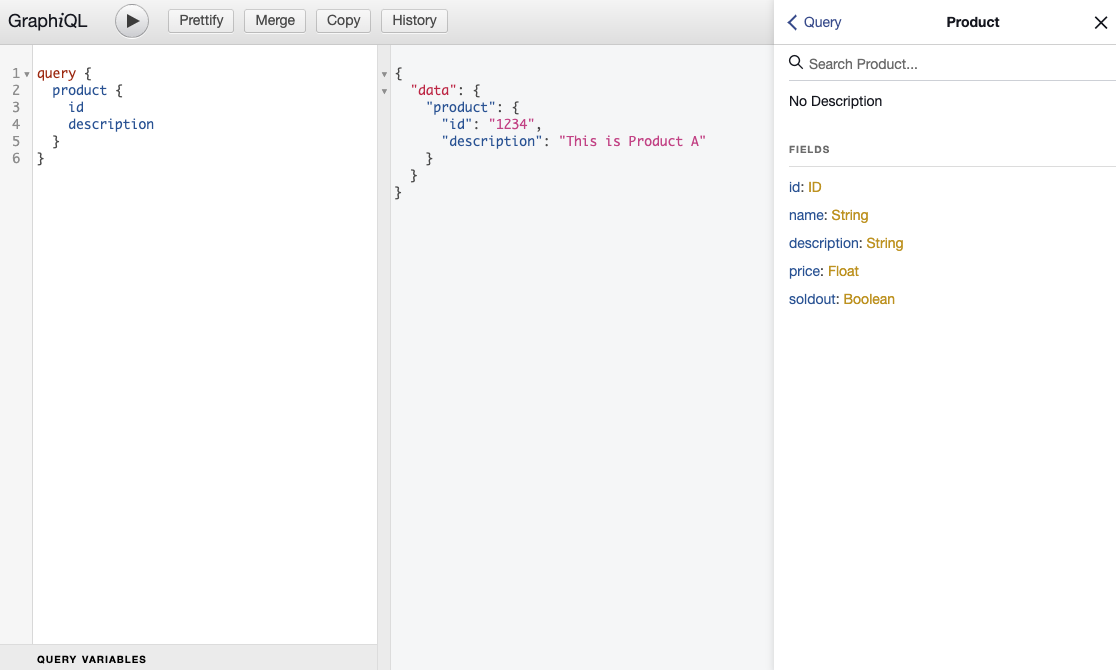 GraphiQL Prettify Merge Copy History
1 query {
2   product {
3     id
4     description
5   }
6 }
QUERY VARIABLES
{
  "data": {
    "product": {
      "id": "1234",
      "description": "This is Product A"
    }
  }
}
Query Product
Search Product...
No Description
FIELDS
id: ID
name: String
description: String
price: Float
soldout: Boolean